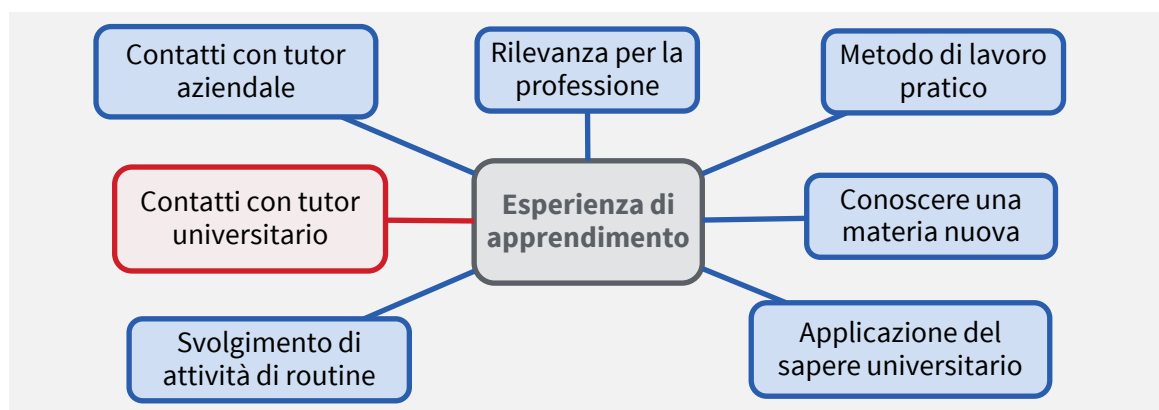 Contatti con tutor
aziendale
Rilevanza per la
professione
Metodo di lavoro
pratico
Contatti con tutor
universitario
Esperienza di
apprendimento
Conoscere una
materia nuova
Svolgimento di
attività di routine
Applicazione del
sapere universitario